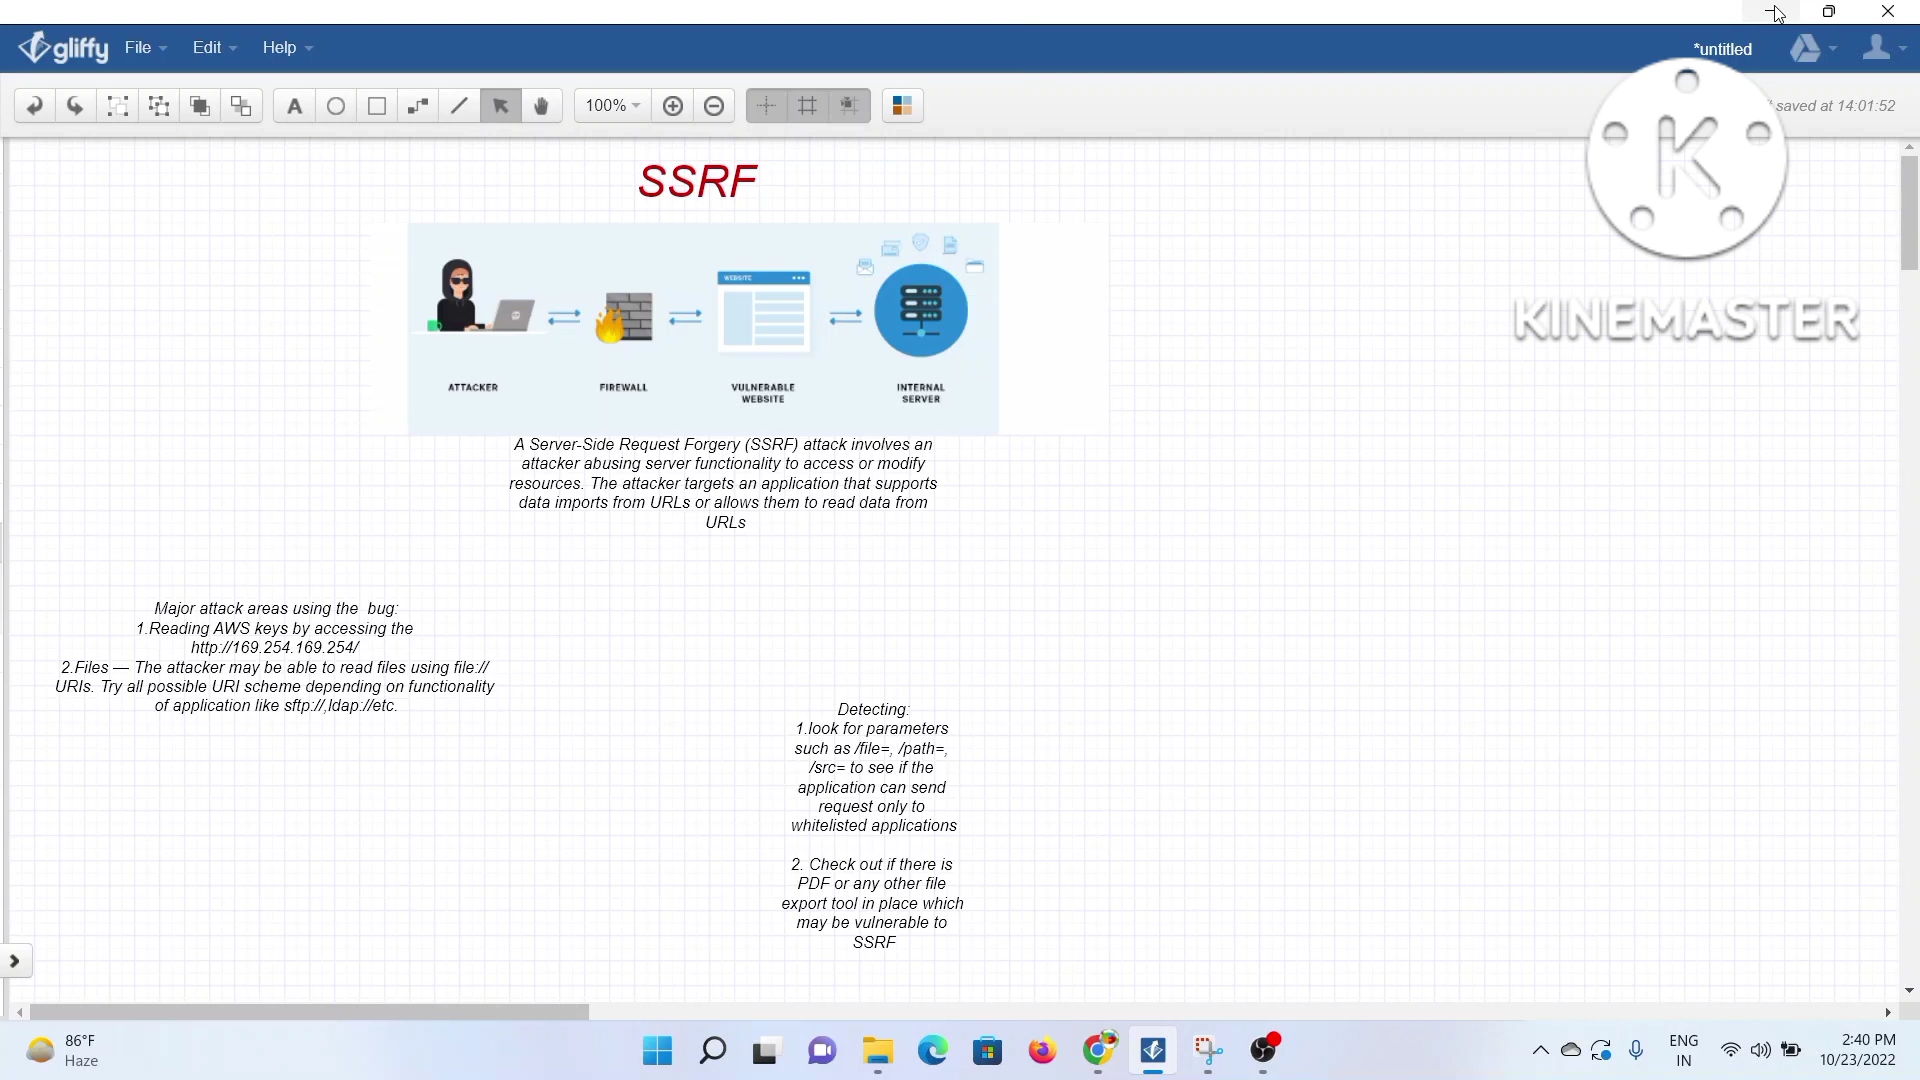 gliffy File Edit Help *untitled
100% saved at 14:01:52
K
KINEMASTER
SSRF
WEBSITE
ATTACKER FIREWALL VULNERABLE WEBSITE INTERNAL SERVER
A Server-Side Request Forgery (SSRF) attack involves an
attacker abusing server functionality to access or modify
resources. The attacker targets an application that supports
data imports from URLs or allows them to read data from
URLs
Major attack areas using the  bug:
1.Reading AWS keys by accessing the
http://169.254.169.254/
2.Files — The attacker may be able to read files using file://
URIs. Try all possible URI scheme depending on functionality
of application like sftp://,ldap://etc.
Detecting:
1.look for parameters
such as /file=, /path=,
/src= to see if the
application can send
request only to
whitelisted applications
2. Check out if there is
PDF or any other file
export tool in place which
may be vulnerable to
SSRF
86°F
Haze
ENG
IN
2:40 PM
10/23/2022